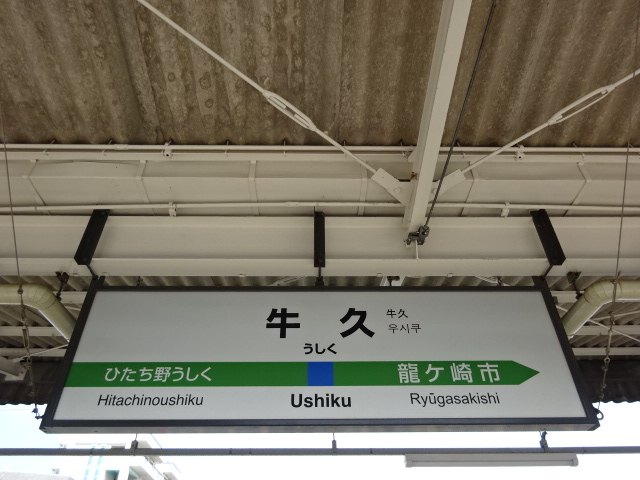 牛久 牛久
우시쿠
うしく
ひたち野うしく 龍ケ崎市
Hitachinoushiku Ushiku Ryūgasakishi